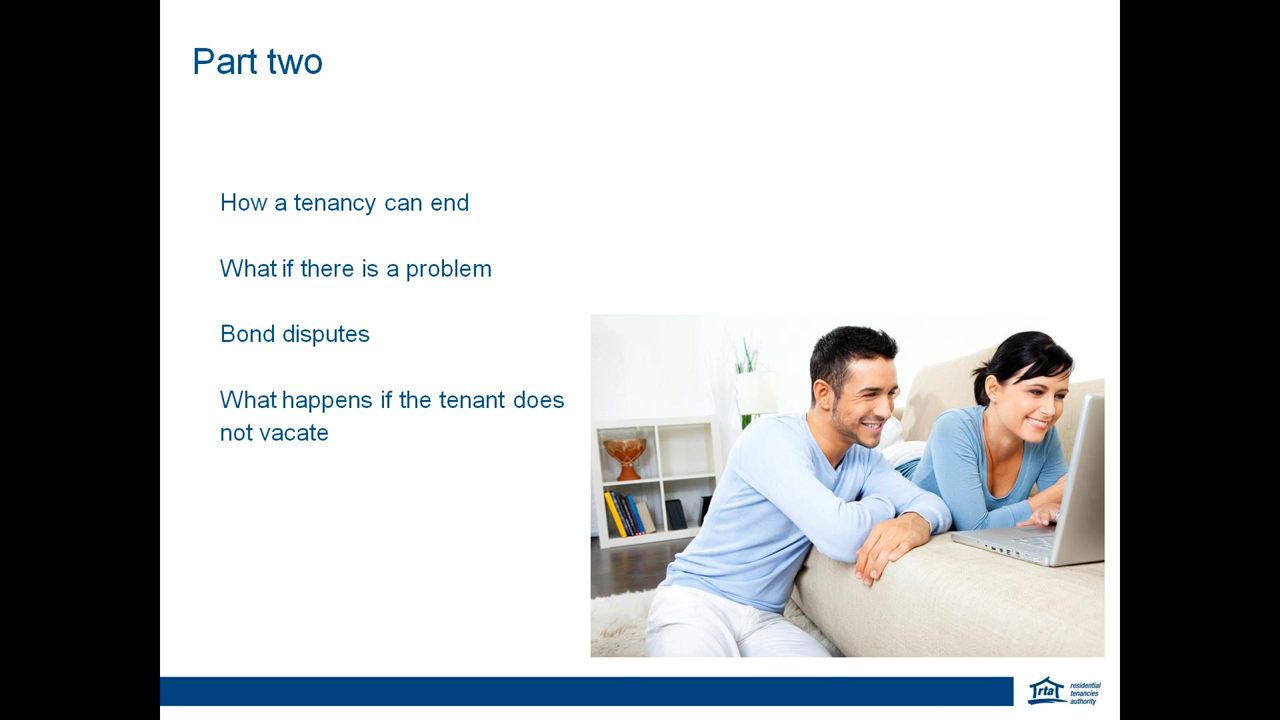 Part two
How a tenancy can end
What if there is a problem
Bond disputes
What happens if the tenant does
not vacate
rta
residential
tenancies
authority